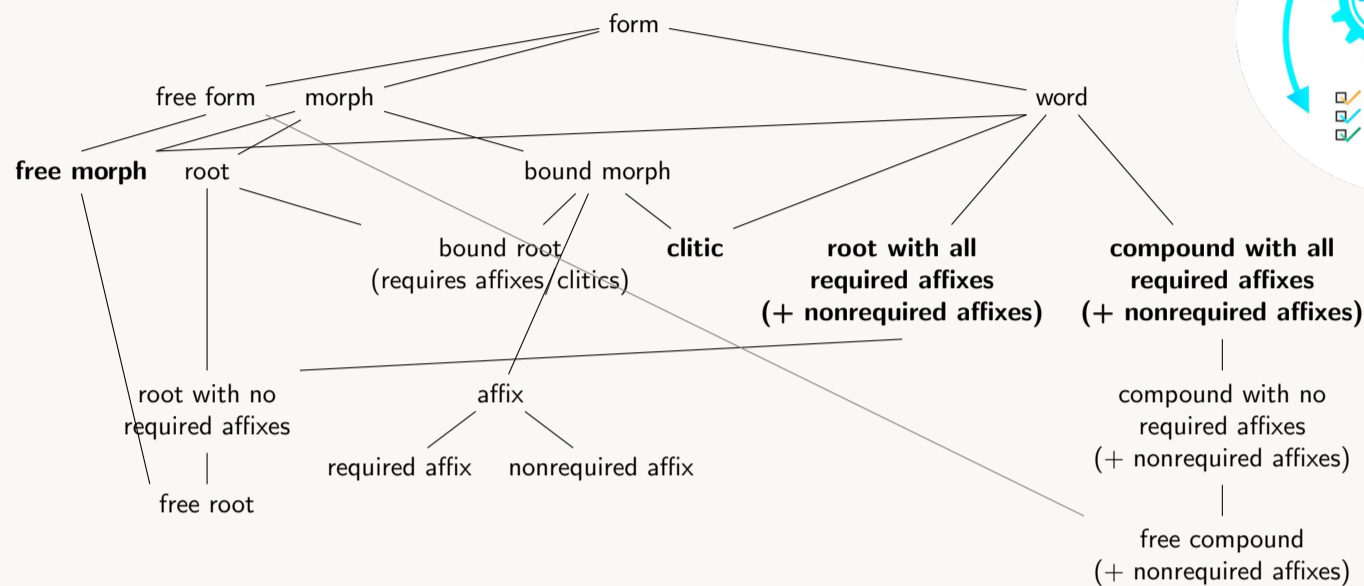 form
free form
morph
word
free morph
root
bound morph
bound root
(requires affixes/clitics)
clitic
root with all
required affixes
(+ nonrequired affixes)
compound with all
required affixes
(+ nonrequired affixes)
root with no
required affixes
affix
compound with no
required affixes
(+ nonrequired affixes)
required affix
nonrequired affix
free root
free compound
(+ nonrequired affixes)